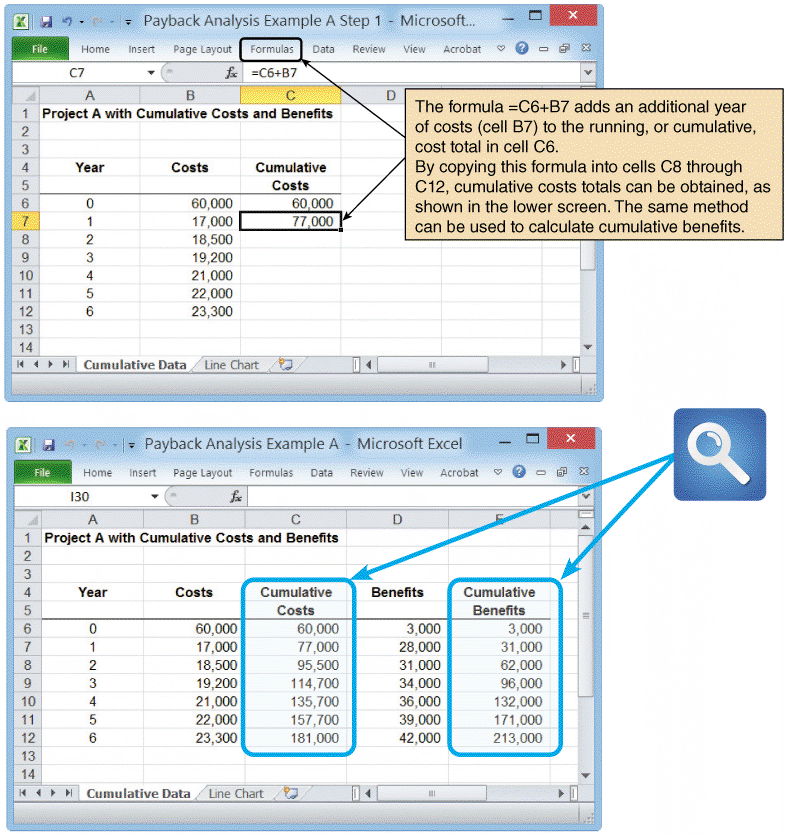 Payback Analysis Example A Step 1 - Microsoft...
File Home Insert Page Layout Formulas Data Review View Acrobat
C7 fx =C6+B7
A B C D
1 Project A with Cumulative Costs and Benefits
2
3
4 Year Costs Cumulative
5 Costs
6 0 60,000 60,000
7 1 17,000 77,000
8 2 18,500
9 3 19,200
10 4 21,000
11 5 22,000
12 6 23,300
13
14
Cumulative Data Line Chart
The formula =C6+B7 adds an additional year
of costs (cell B7) to the running, or cumulative,
cost total in cell C6.
By copying this formula into cells C8 through
C12, cumulative costs totals can be obtained, as
shown in the lower screen. The same method
can be used to calculate cumulative benefits.
Payback Analysis Example A - Microsoft Excel
File Home Insert Page Layout Formulas Data Review View Acrobat
I30 fx
A B C D E
1 Project A with Cumulative Costs and Benefits
2
3
4 Year Costs Cumulative Benefits Cumulative
5 Costs Benefits
6 0 60,000 60,000 3,000 3,000
7 1 17,000 77,000 28,000 31,000
8 2 18,500 95,500 31,000 62,000
9 3 19,200 114,700 34,000 96,000
10 4 21,000 135,700 36,000 132,000
11 5 22,000 157,700 39,000 171,000
12 6 23,300 181,000 42,000 213,000
13
14
Cumulative Data Line Chart